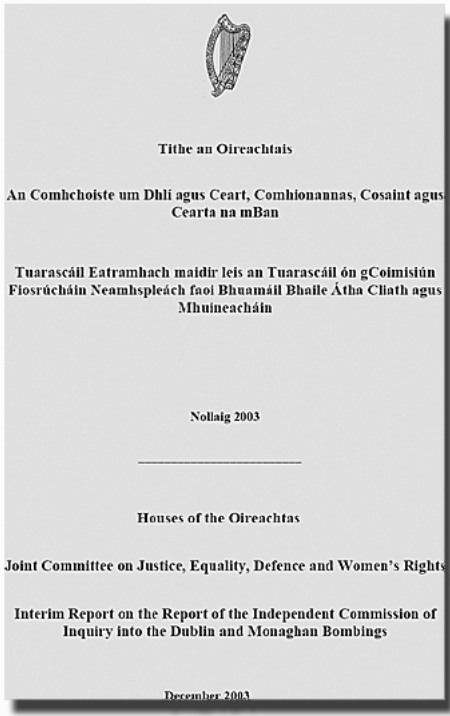 Tithe an Oireachtais
An Comhchoiste um Dhlí agus Ceart, Comhionannas, Cosaint agus
Cearta na mBan
Tuarascáil Eatramhach maidir leis an Tuarascáil ón gCoimisiún
Fiosrúcháin Neamhspleách faoi Bhuamáil Bhaile Átha Cliath agus
Mhuineacháin
Nollaig 2003
Houses of the Oireachtas
Joint Committee on Justice, Equality, Defence and Women's Rights
Interim Report on the Report of the Independent Commission of
Inquiry into the Dublin and Monaghan Bombings
December 2003